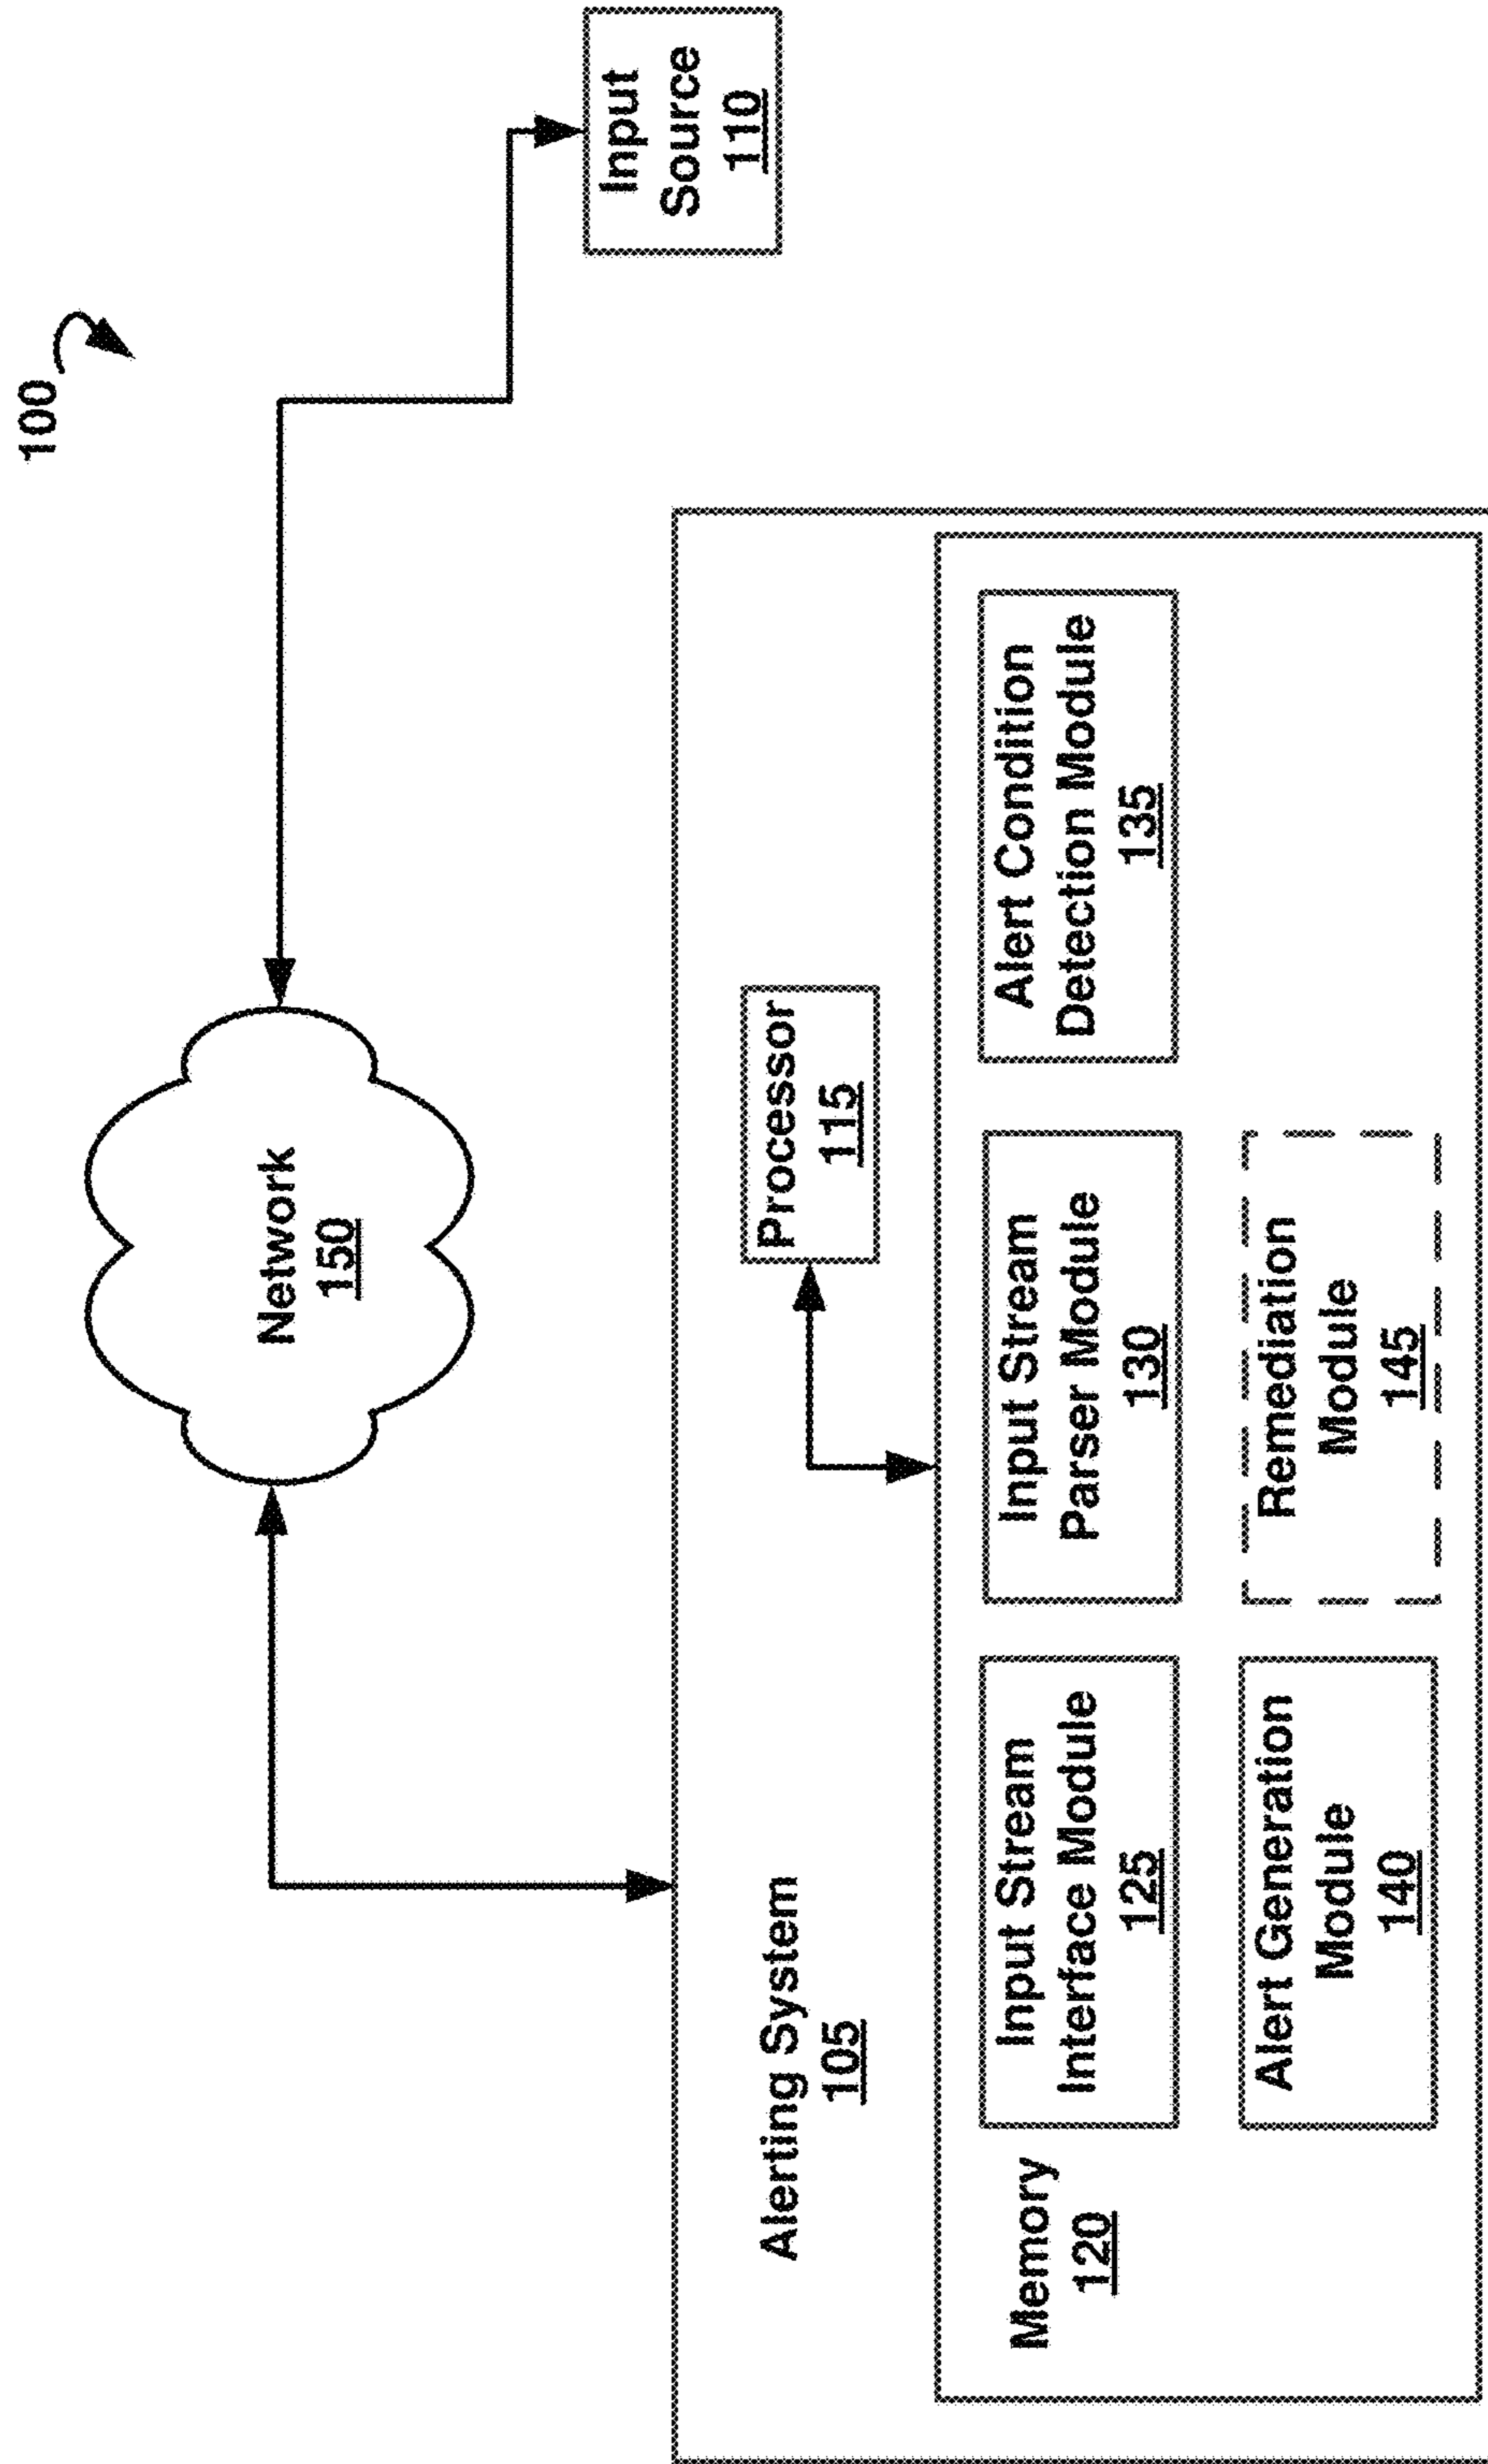 100
Network
150
Input
Source
110
Alerting System
105
Processor
115
Memory
120
Input Stream
Interface Module
125
Input Stream
Parser Module
130
Alert Condition
Detection Module
135
Alert Generation
Module
140
Remediation
Module
145